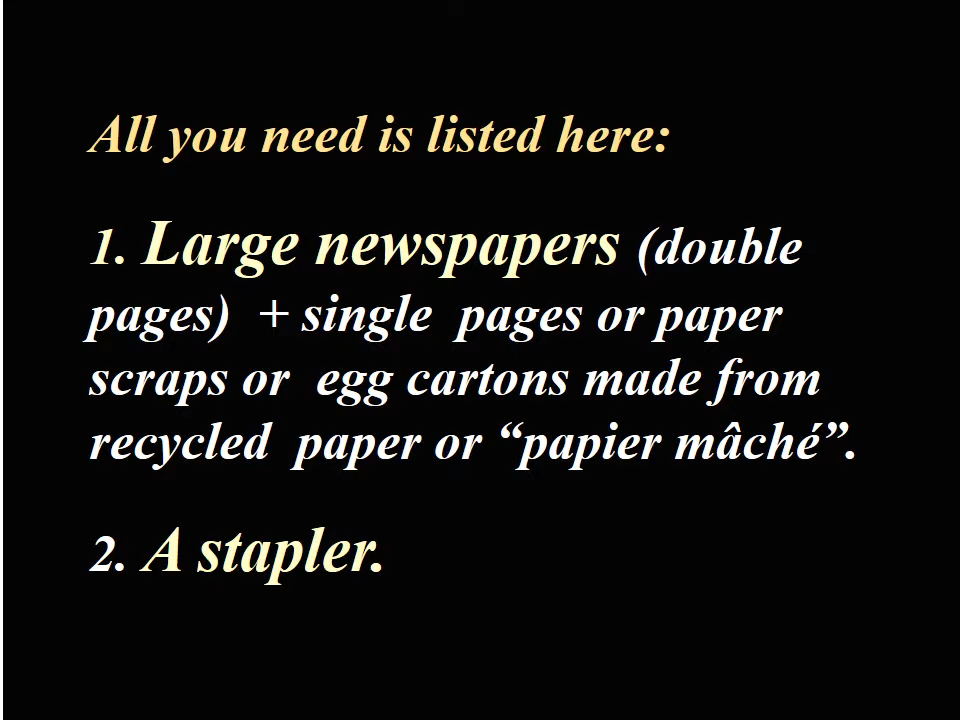 All you need is listed here:
1. Large newspapers (double
pages) + single pages or paper
scraps or egg cartons made from
recycled paper or “papier mâché”.
2. A stapler.